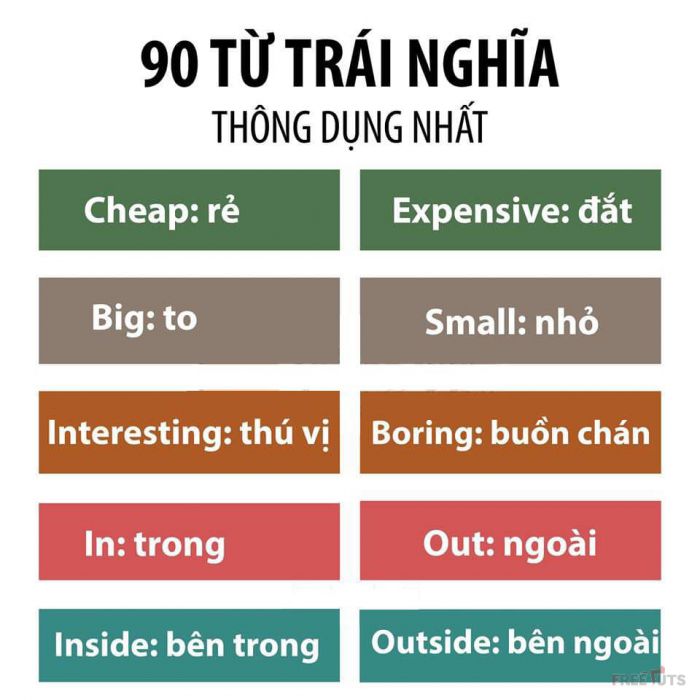 90 TỪ TRÁI NGHĨA
THÔNG DỤNG NHẤT
Cheap: rẻ
Expensive: đắt
Big: to
Small: nhỏ
Interesting: thú vị
Boring: buồn chán
In: trong
Out: ngoài
Inside: bên trong
Outside: bên ngoài
FREETUTS